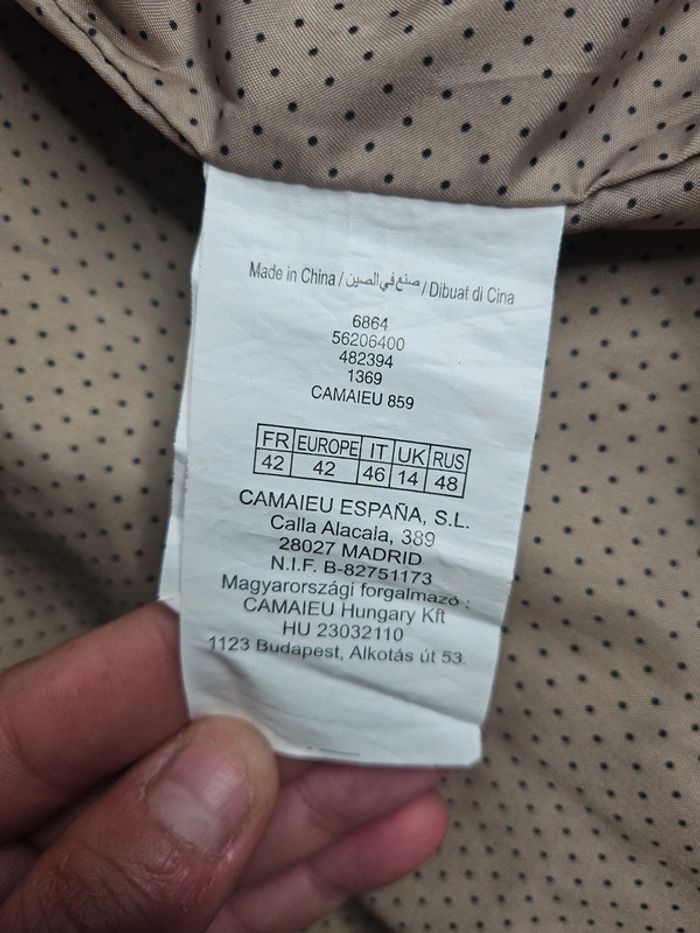 Made in China / صنع في الصين / Dibuat di Cina
6864
56206400
482394
1369
CAMAIEU 859
FR EUROPE IT UK RUS
42 42 46 14 48
CAMAIEU ESPAÑA, S.L.
Calla Alacala, 389
28027 MADRID
N.I.F. B-82751173
Magyarországi forgalmazó :
CAMAIEU Hungary Kft
HU 23032110
1123 Budapest, Alkotás út 53.